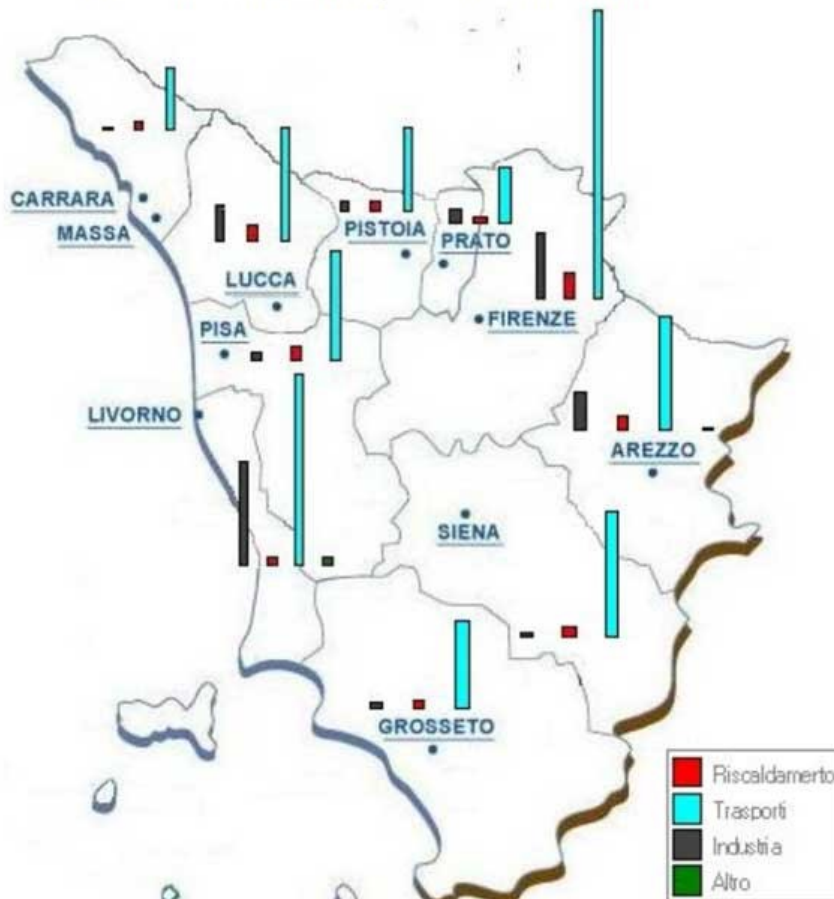 CARRARA
MASSA
PISTOIA
PRATO
LUCCA
FIRENZE
PISA
LIVORNO
AREZZO
SIENA
GROSSETO
Riscaldamento
Trasporti
Industria
Altro